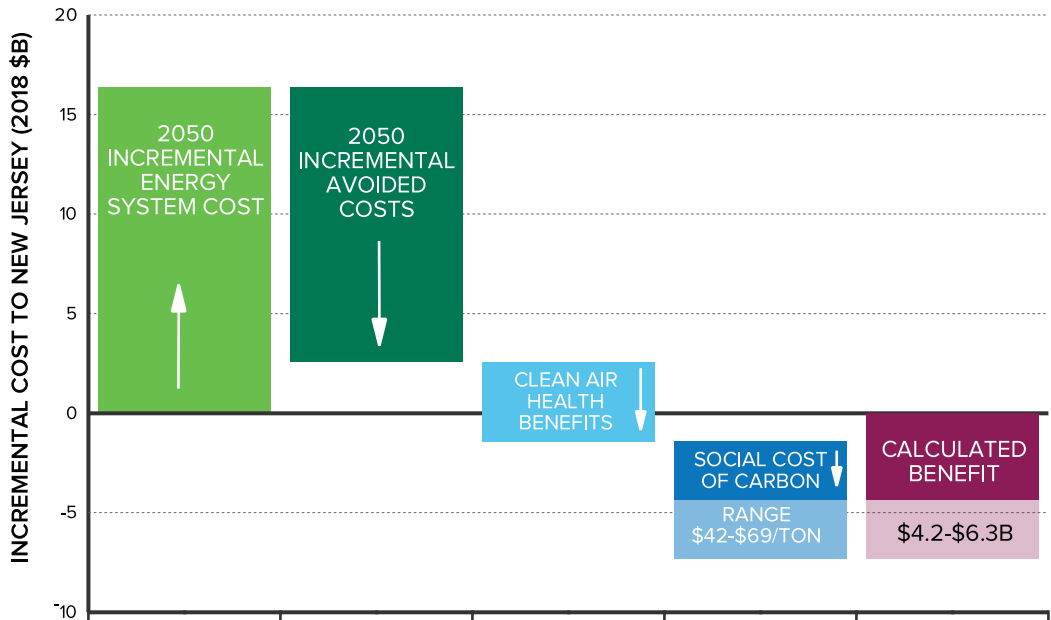 INCREMENTAL COST TO NEW JERSEY (2018 $B)
20
15
10
5
0
-5
-10
2050
INCREMENTAL
ENERGY
SYSTEM COST
2050
INCREMENTAL
AVOIDED
COSTS
CLEAN AIR
HEALTH
BENEFITS
SOCIAL COST
OF CARBON
RANGE
$42-$69/TON
CALCULATED
BENEFIT
$4.2-$6.3B